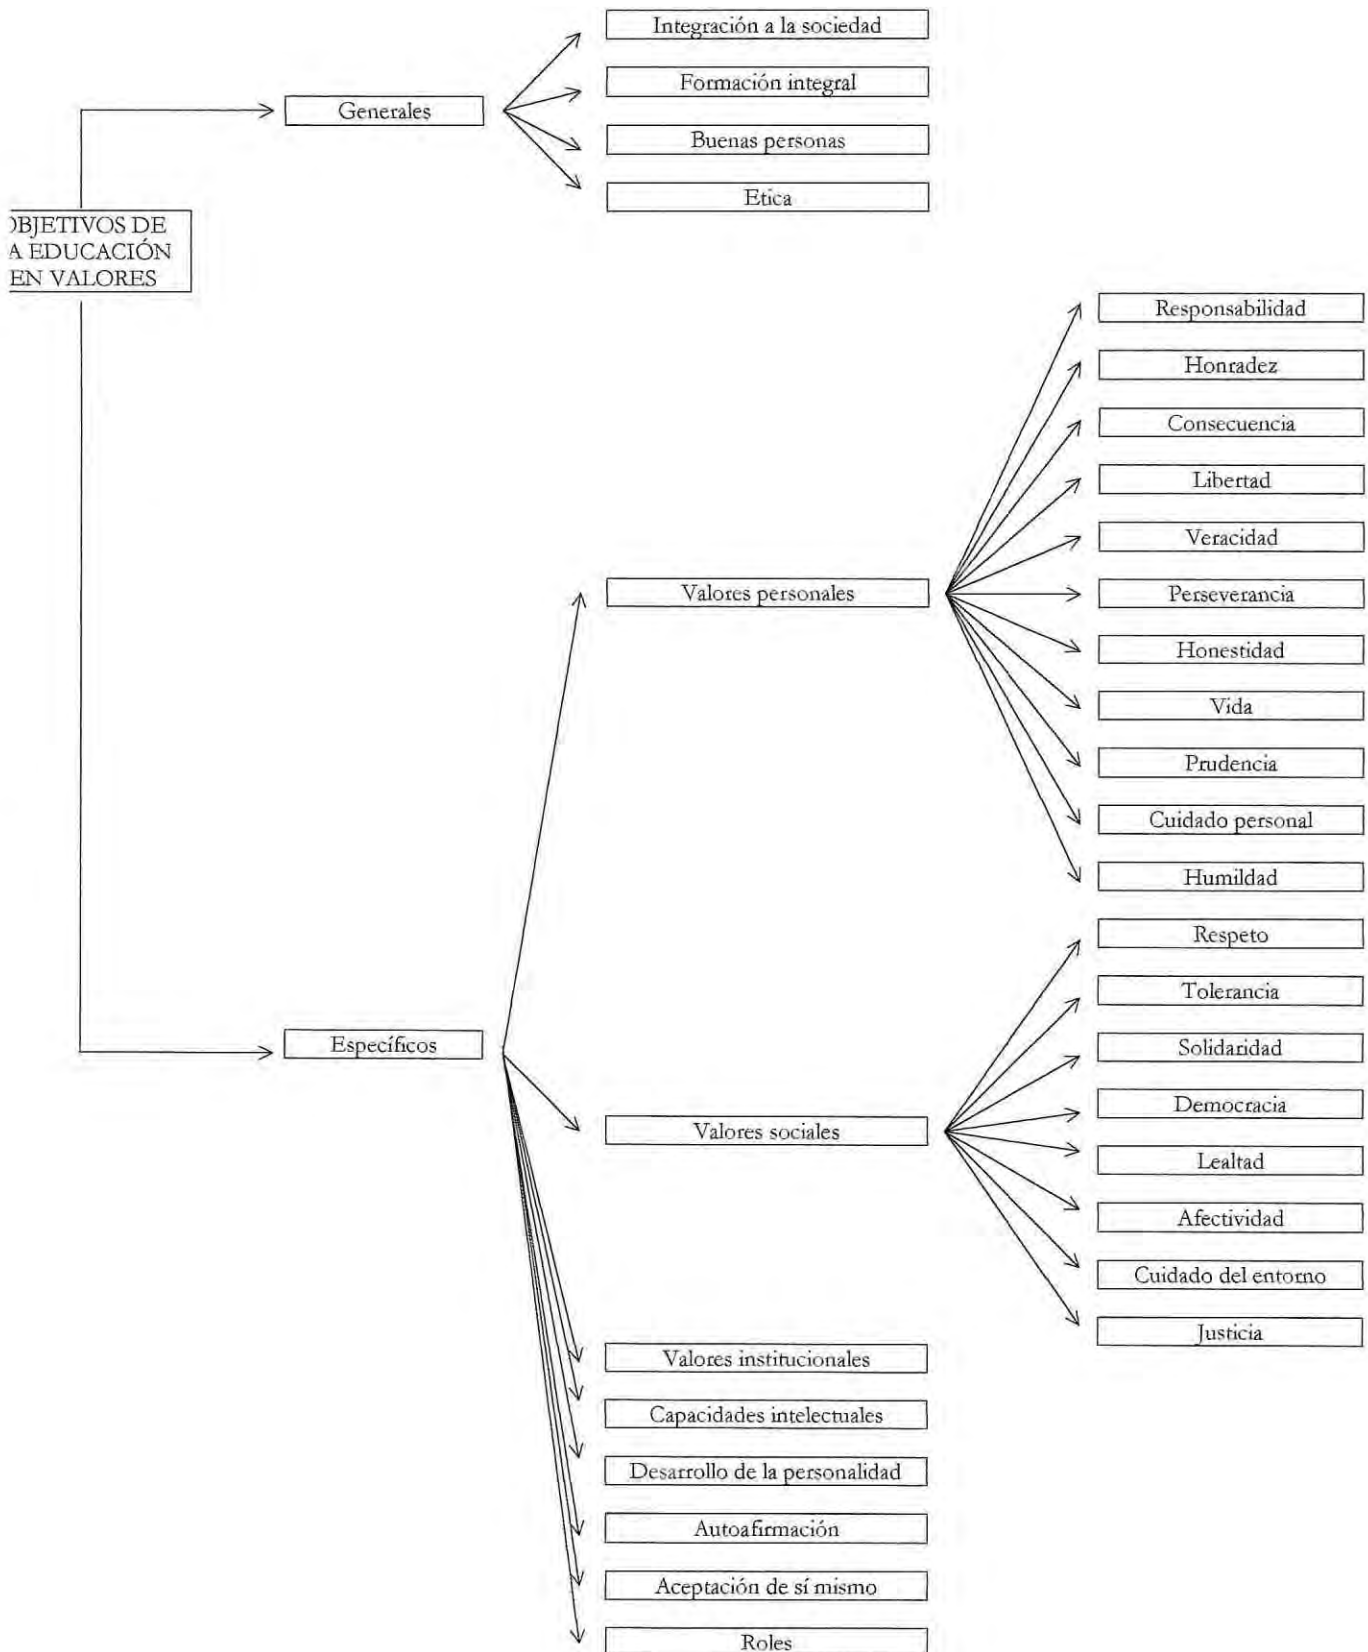 Integración a la sociedad
Formación integral
Generales
Buenas personas
Etica
OBJETIVOS DE
A EDUCACIÓN
EN VALORES
Responsabilidad
Honradez
Consecuencia
Libertad
Veracidad
Valores personales
Perseverancia
Honestidad
Vida
Prudencia
Cuidado personal
Humildad
Respeto
Tolerancia
Específicos
Solidaridad
Democracia
Valores sociales
Lealtad
Afectividad
Cuidado del entorno
Justicia
Valores institucionales
Capacidades intelectuales
Desarrollo de la personalidad
Autoafirmación
Aceptación de sí mismo
Roles